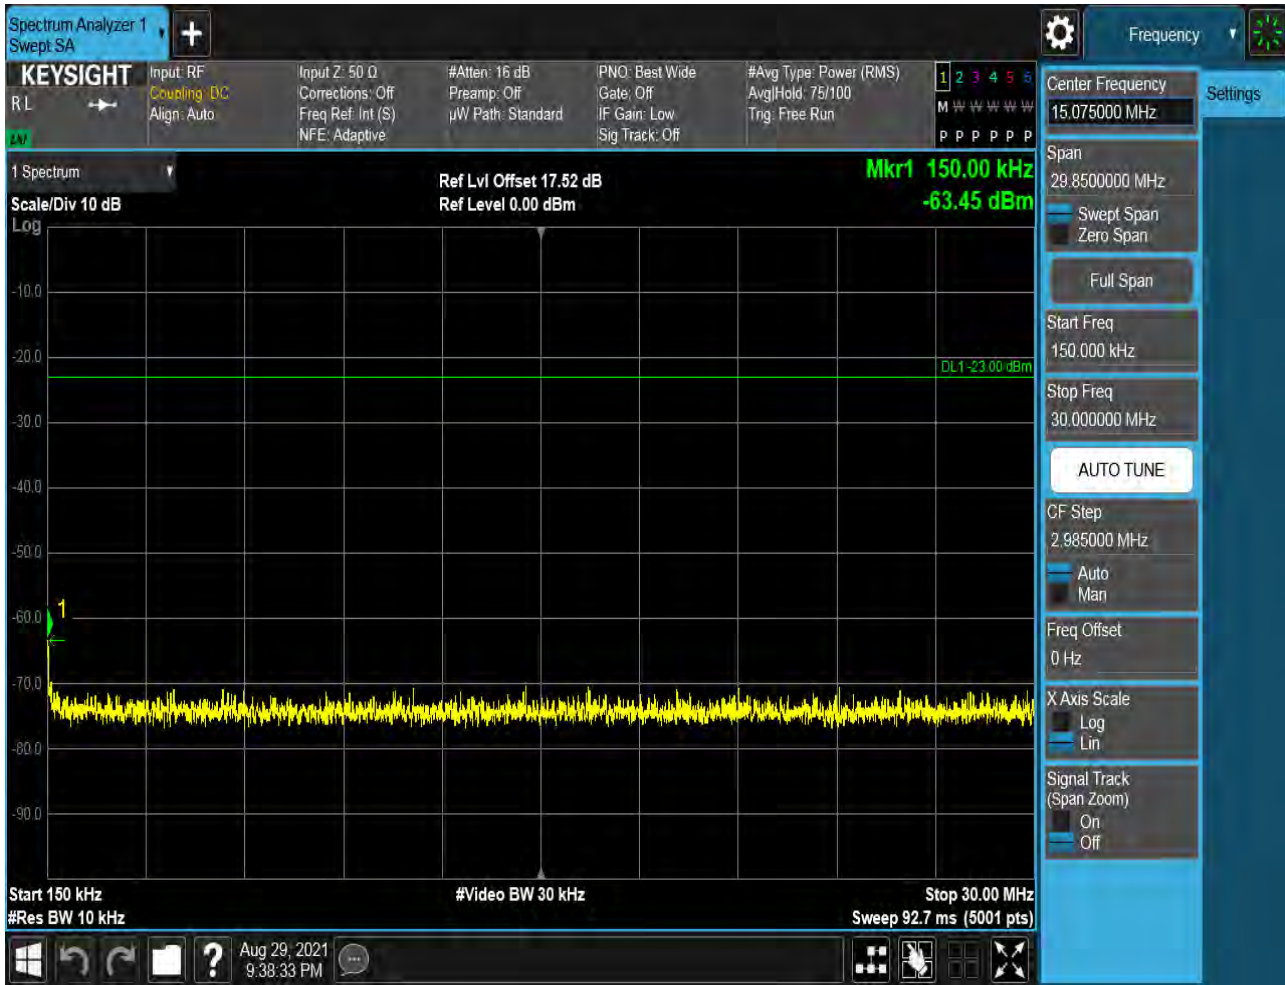 Spectrum Analyzer 1
Swept SA
Frequency
KEYSIGHT
R L
LNI
Input: RF
Coupling: DC
Align: Auto
Input Z: 50 Ω
Corrections: Off
Freq Ref: Int (S)
NFE: Adaptive
#Atten: 16 dB
Preamp: Off
µW Path: Standard
PNO: Best Wide
Gate: Off
IF Gain: Low
Sig Track: Off
#Avg Type: Power (RMS)
Avg|Hold: 75/100
Trig: Free Run
1 2 3 4 5 6
M W W W W W
P P P P P P
1 Spectrum
Scale/Div 10 dB
Log
Ref Lvl Offset 17.52 dB
Ref Level 0.00 dBm
Mkr1 150.00 kHz
-63.45 dBm
-10.0
-20.0
DL1 -23.00 dBm
-30.0
-40.0
-50.0
-60.0
1
-70.0
-80.0
-90.0
Start 150 kHz
#Res BW 10 kHz
#Video BW 30 kHz
Stop 30.00 MHz
Sweep 92.7 ms (5001 pts)
Center Frequency
15.075000 MHz
Settings
Span
29.8500000 MHz
Swept Span
Zero Span
Full Span
Start Freq
150.000 kHz
Stop Freq
30.000000 MHz
AUTO TUNE
CF Step
2.985000 MHz
Auto
Man
Freq Offset
0 Hz
X Axis Scale
Log
Lin
Signal Track
(Span Zoom)
On
Off
?
Aug 29, 2021
9:38:33 PM